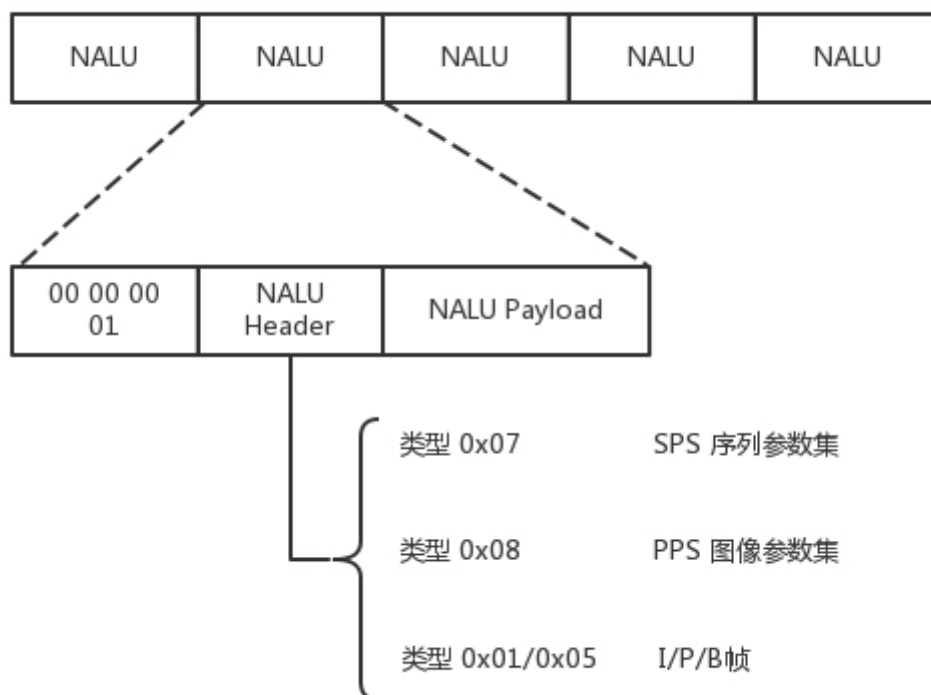 NALU NALU NALU NALU NALU
00 00 00 NALU NALU Payload
01 Header
类型 0x07 SPS 序列参数集
类型 0x08 PPS 图像参数集
类型 0x01/0x05 I/P/B帧